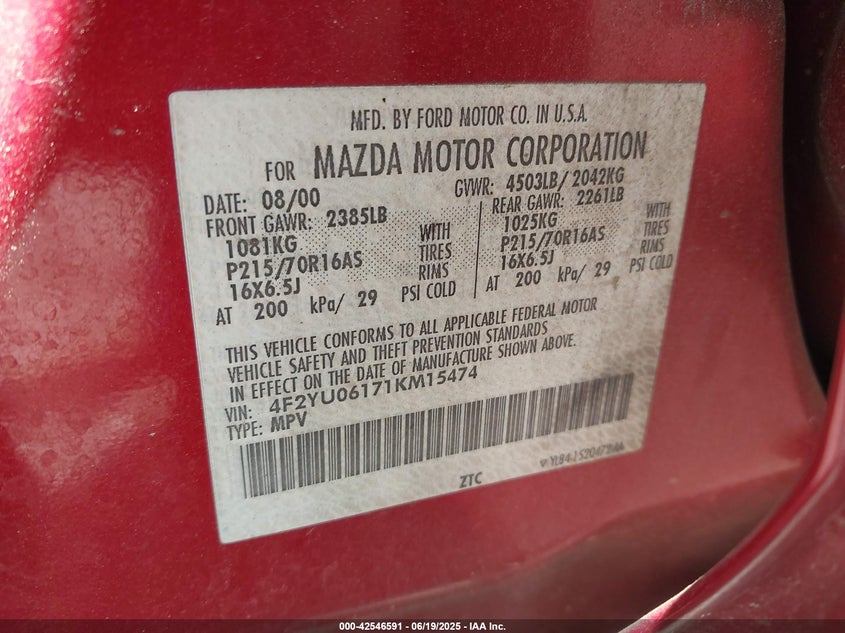 MFD. BY FORD MOTOR CO. IN U.S.A.
FOR MAZDA MOTOR CORPORATION
DATE: 08/00 GVWR: 4503LB/ 2042KG
FRONT GAWR: 2385LB REAR GAWR: 2261LB
1081KG WITH 1025KG WITH
P215/70R16AS TIRES P215/70R16AS TIRES
16X6.5J RIMS 16X6.5J RIMS
AT 200 kPa/ 29 PSI COLD AT 200 kPa/ 29 PSI COLD
THIS VEHICLE CONFORMS TO ALL APPLICABLE FEDERAL MOTOR
VEHICLE SAFETY AND THEFT PREVENTION STANDARDS
IN EFFECT ON THE DATE OF MANUFACTURE SHOWN ABOVE.
VIN: 4F2YU06171KM15474
TYPE: MPV
ZTC
000-42546591 - 06/19/2025 - IAA Inc.